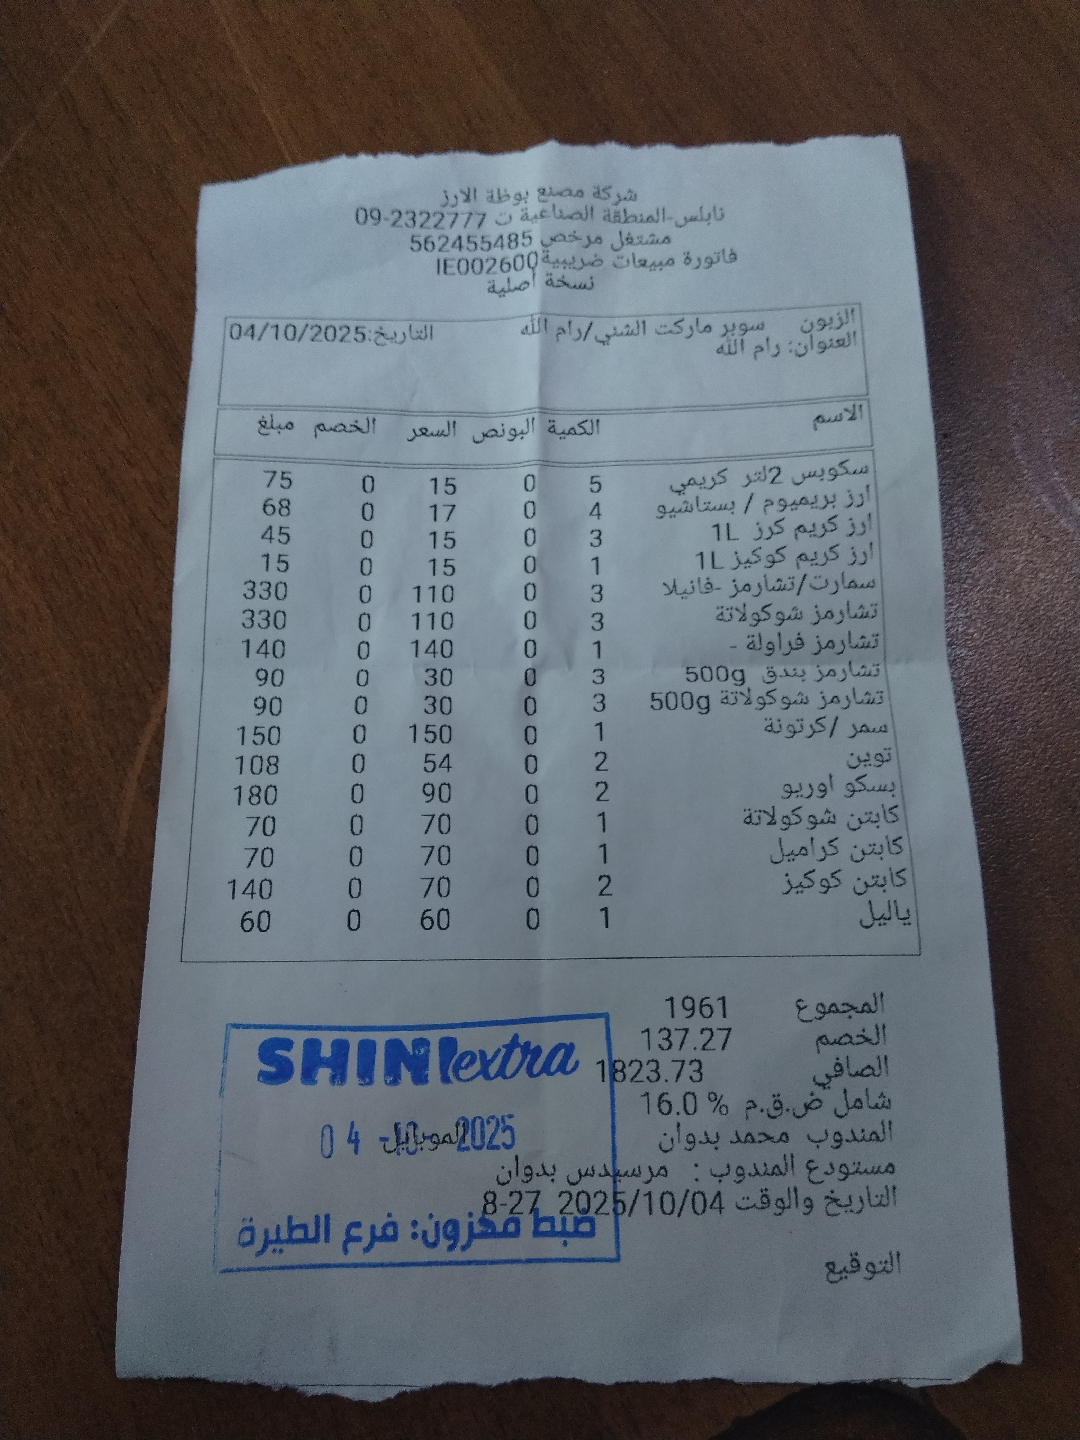 شركة مصنع بوظة الارز
نابلس-المنطقة الصناعية ت 09-2322777
مشتغل مرخص 562455485
فاتورة مبيعات ضريبية IE002600
نسخة أصلية
الزبون سوبر ماركت الشني/رام الله التاريخ:04/10/2025
العنوان: رام الله
الاسم الكمية البونص السعر الخصم مبلغ
سكوبس 2لتر كريمي 5 0 15 0 75
ارز بريميوم / بستاشيو 4 0 17 0 68
ارز كريم كرز 1L 3 0 15 0 45
ارز كريم كوكيز 1L 1 0 15 0 15
سمارت/تشارمز -فانيلا 3 0 110 0 330
تشارمز شوكولاتة 3 0 110 0 330
تشارمز فراولة - 1 0 140 0 140
تشارمز بندق 500g 3 0 30 0 90
تشارمز شوكولاتة 500g 3 0 30 0 90
سمر /كرتونة 1 0 150 0 150
توين 2 0 54 0 108
بسكو اوريو 2 0 90 0 180
كابتن شوكولاتة 1 0 70 0 70
كابتن كراميل 1 0 70 0 70
كابتن كوكيز 2 0 70 0 140
ياليل 1 0 60 0 60
المجموع 1961
الخصم 137.27
الصافي 1823.73
شامل ض.ق.م % 16.0
المندوب محمد بدوان الموبايل
مستودع المندوب : مرسيدس بدوان
التاريخ والوقت 2025/10/04 8-27
التوقيع
SHINI extra
04 -10- 2025
ضبط مخزون: فرع الطيرة